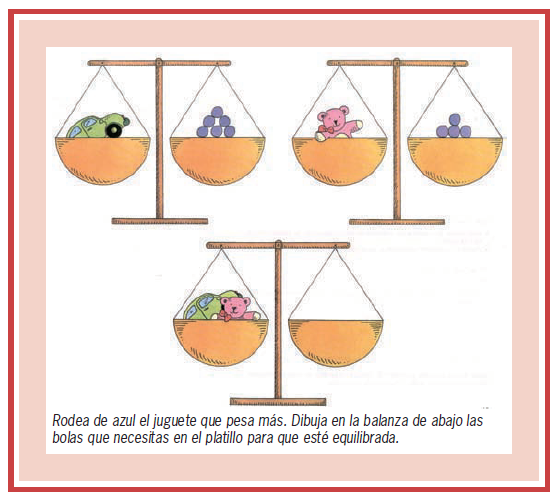 Rodea de azul el juguete que pesa más. Dibuja en la balanza de abajo las
bolas que necesitas en el platillo para que esté equilibrada.